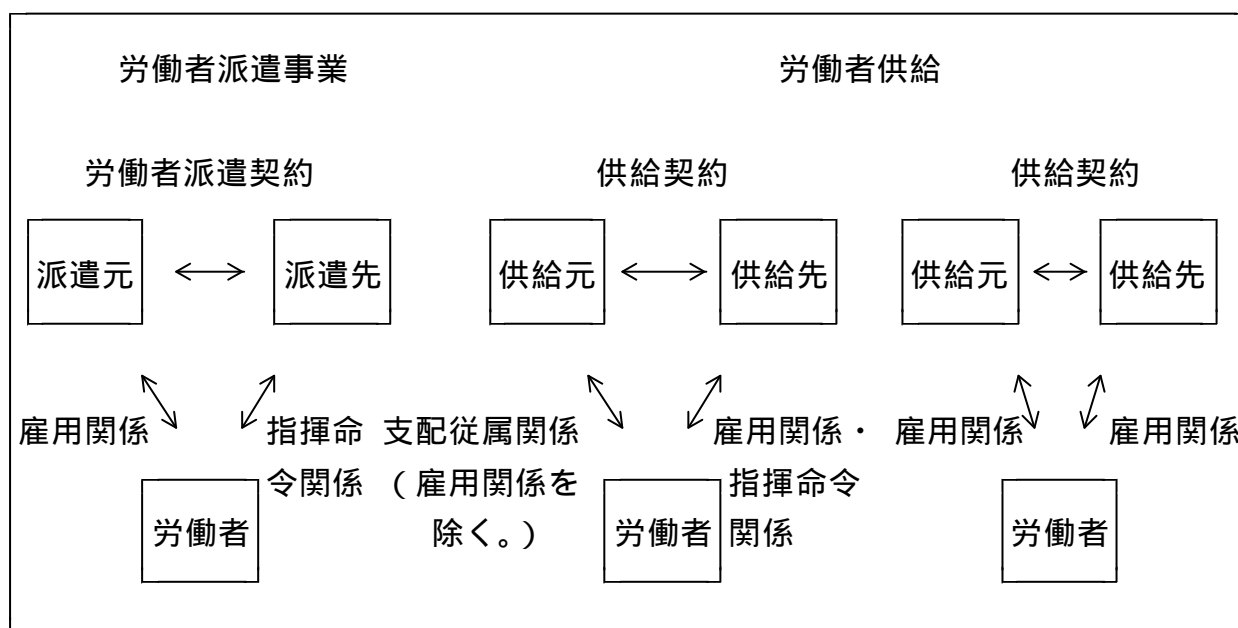 労働者派遣事業
労働者供給
労働者派遣契約
供給契約
供給契約
派遣元
派遣先
供給元
供給先
供給元
供給先
雇用関係
指揮命
令関係
支配従属関係
(雇用関係を
除く。)
雇用関係・
指揮命令
関係
雇用関係
雇用関係
労働者
労働者
労働者